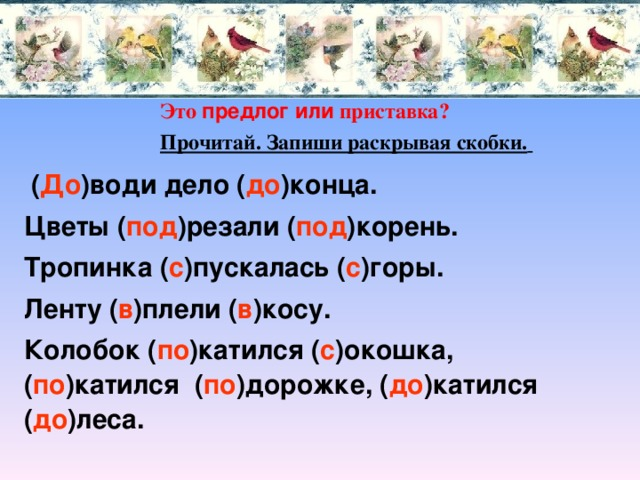 Это предлог или приставка?
Прочитай. Запиши раскрывая скобки.
(До)води дело (до)конца.
Цветы (под)резали (под)корень.
Тропинка (с)пускалась (с)горы.
Ленту (в)плели (в)косу.
Колобок (по)катился (с)окошка,
(по)катился (по)дорожке, (до)катился
(до)леса.